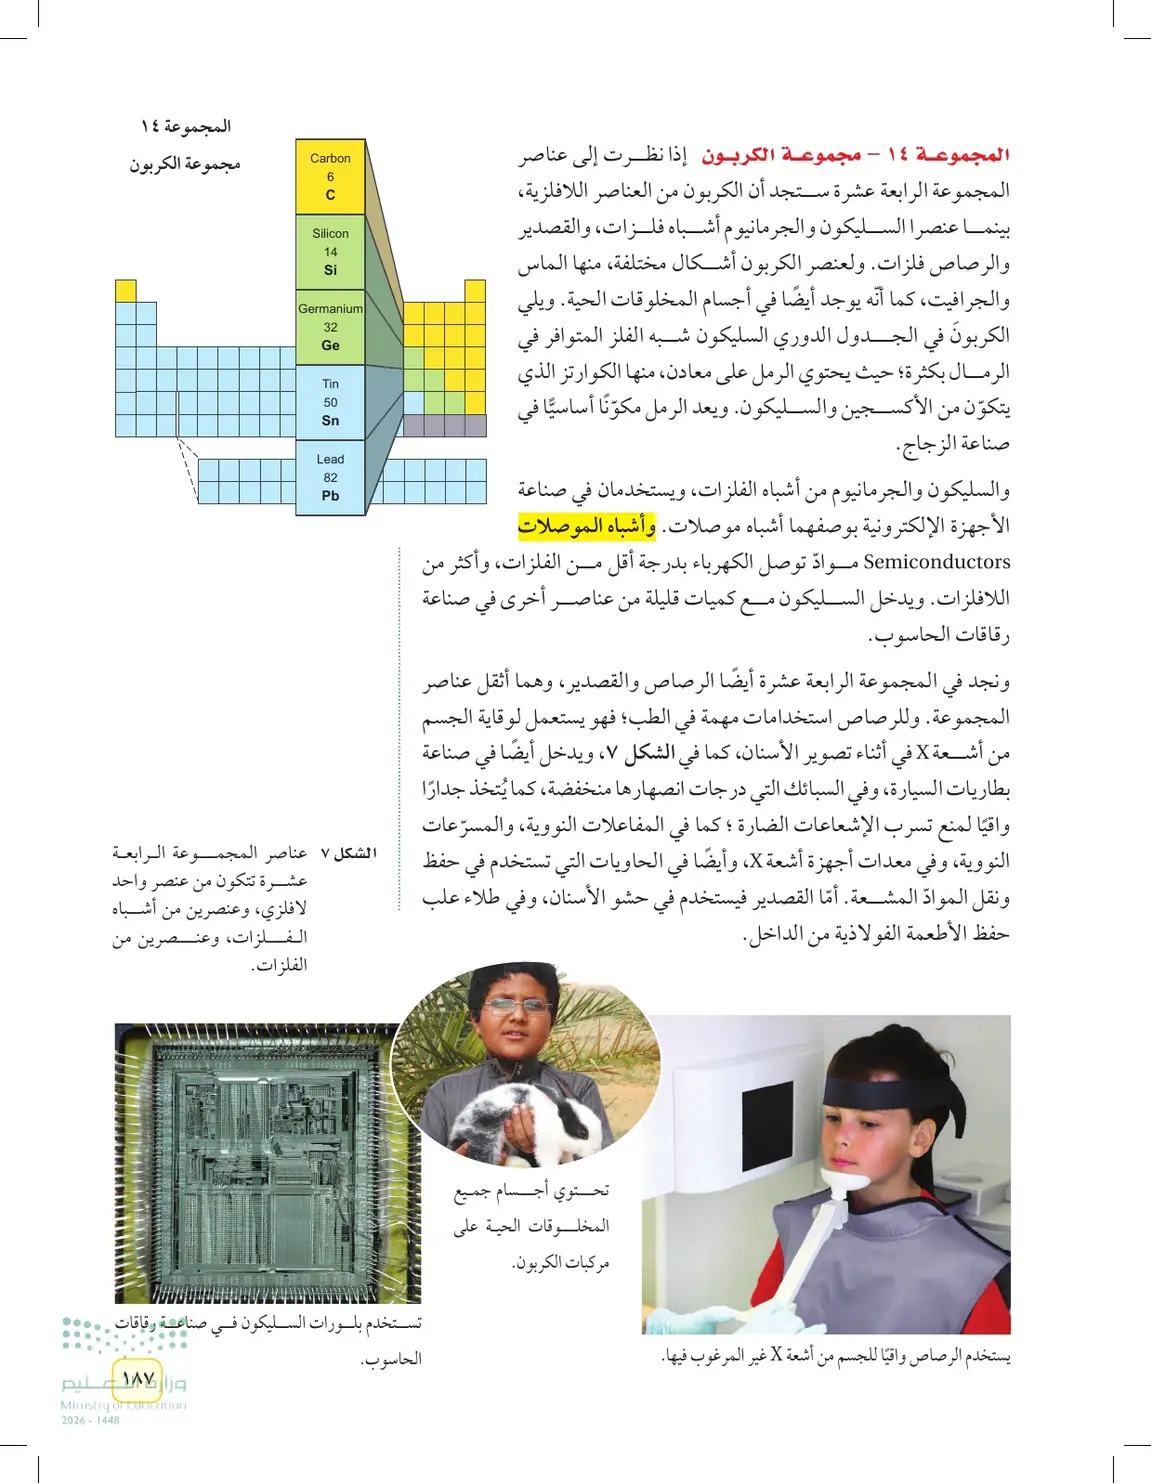 المجموعة ١٤
مجموعة الكربون
Carbon
6
C
Silicon
14
Si
Germanium
32
Ge
Tin
50
Sn
Lead
82
Pb
المجموعة ١٤ – مجموعة الكربون إذا نظرت إلى عناصر
المجموعة الرابعة عشرة ستجد أن الكربون من العناصر اللافلزية،
بينما عنصرا السليكون والجرمانيوم أشباه فلزات، والقصدير
والرصاص فلزات. ولعنصر الكربون أشكال مختلفة، منها الماس
والجرافيت، كما أنّه يوجد أيضًا في أجسام المخلوقات الحية. ويلي
الكربونَ في الجدول الدوري السليكون شبه الفلز المتوافر في
الرمال بكثرة؛ حيث يحتوي الرمل على معادن، منها الكوارتز الذي
يتكوّن من الأكسجين والسليكون. ويعد الرمل مكوّنًا أساسيًّا في
صناعة الزجاج.
والسليكون والجرمانيوم من أشباه الفلزات، ويستخدمان في صناعة
الأجهزة الإلكترونية بوصفهما أشباه موصلات. وأشباه الموصلات
Semiconductors موادّ توصل الكهرباء بدرجة أقل من الفلزات، وأكثر من
اللافلزات. ويدخل السليكون مع كميات قليلة من عناصر أخرى في صناعة
رقاقات الحاسوب.
ونجد في المجموعة الرابعة عشرة أيضًا الرصاص والقصدير، وهما أثقل عناصر
المجموعة. وللرصاص استخدامات مهمة في الطب؛ فهو يستعمل لوقاية الجسم
من أشعة X في أثناء تصوير الأسنان، كما في الشكل ٧، ويدخل أيضًا في صناعة
بطاريات السيارة، وفي السبائك التي درجات انصهارها منخفضة، كما يُتخذ جدارًا
واقيًا لمنع تسرب الإشعاعات الضارة ؛ كما في المفاعلات النووية، والمسرّعات
النووية، وفي معدات أجهزة أشعة X، وأيضًا في الحاويات التي تستخدم في حفظ
ونقل الموادّ المشعة. أمّا القصدير فيستخدم في حشو الأسنان، وفي طلاء علب
حفظ الأطعمة الفولاذية من الداخل.
الشكل ٧ عناصر المجموعة الرابعة
عشرة تتكون من عنصر واحد
لافلزي، وعنصرين من أشباه
الفلزات، وعنصرين من
الفلزات.
تحتوي أجسام جميع
المخلوقات الحية على
مركبات الكربون.
يستخدم الرصاص واقيًا للجسم من أشعة X غير المرغوب فيها.
تستخدم بلورات السليكون في صناعة رقاقات
الحاسوب.
وزارة التعليم
١٨٧
Ministry of Education
2026 - 1448